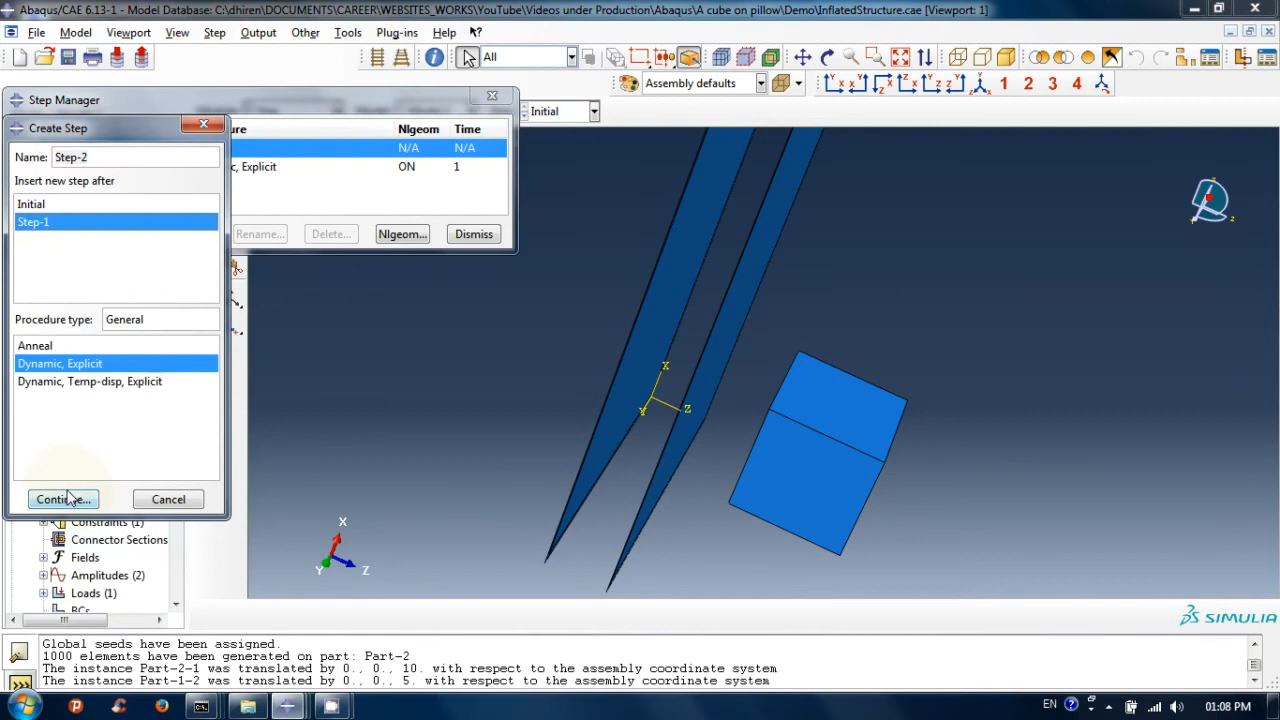 Abaqus/CAE 6.13-1 - Model Database: C:\dhiren\DOCUMENTS\CAREER\WEBSITES_WORKS\YouTube\Videos under Production\Abaqus\A cube on pillow\Demo\InflatedStructure.cae [Viewport: 1]
File Model Viewport View Step Output Other Tools Plug-ins Help
All
Assembly defaults
1 2 3 4
Step Manager
Initial
Create Step
ure Nlgeom Time
Name: Step-2
N/A N/A
c, Explicit ON 1
Insert new step after
Initial
Step-1
Rename... Delete... Nlgeom... Dismiss
Procedure type: General
Anneal
Dynamic, Explicit
Dynamic, Temp-disp, Explicit
Continue... Cancel
X
Y
Z
X
Y
Z
Constraints (1)
Connector Sections
Fields
Amplitudes (2)
Loads (1)
BCs
SIMULIA
Global seeds have been assigned.
1000 elements have been generated on part: Part-2
The instance Part-2-1 was translated by 0., 0., 10. with respect to the assembly coordinate system
The instance Part-1-2 was translated by 0., 0., 5. with respect to the assembly coordinate system
EN 01:08 PM